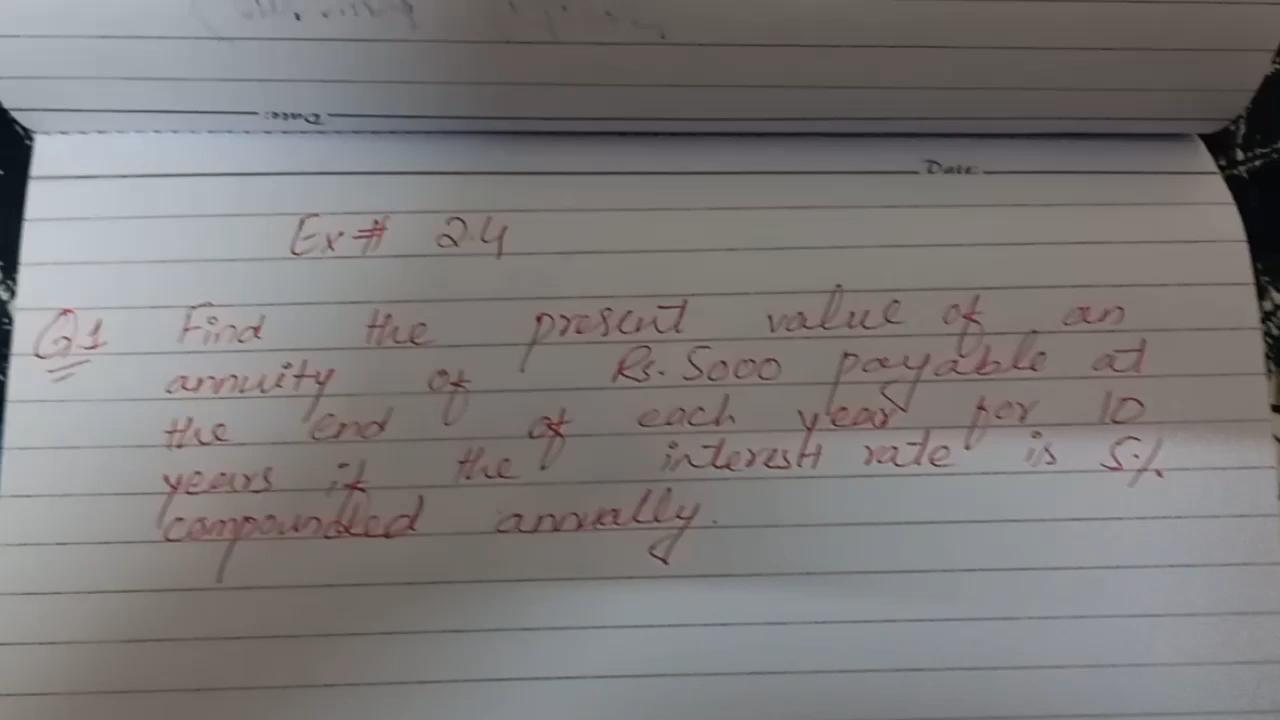 Date:
Date:
Ex# 2.4
Q1 Find the present value of an
annuity of Rs. 5000 payable at
the end of each year for 10
years if the interest rate is 5%
compounded annually.